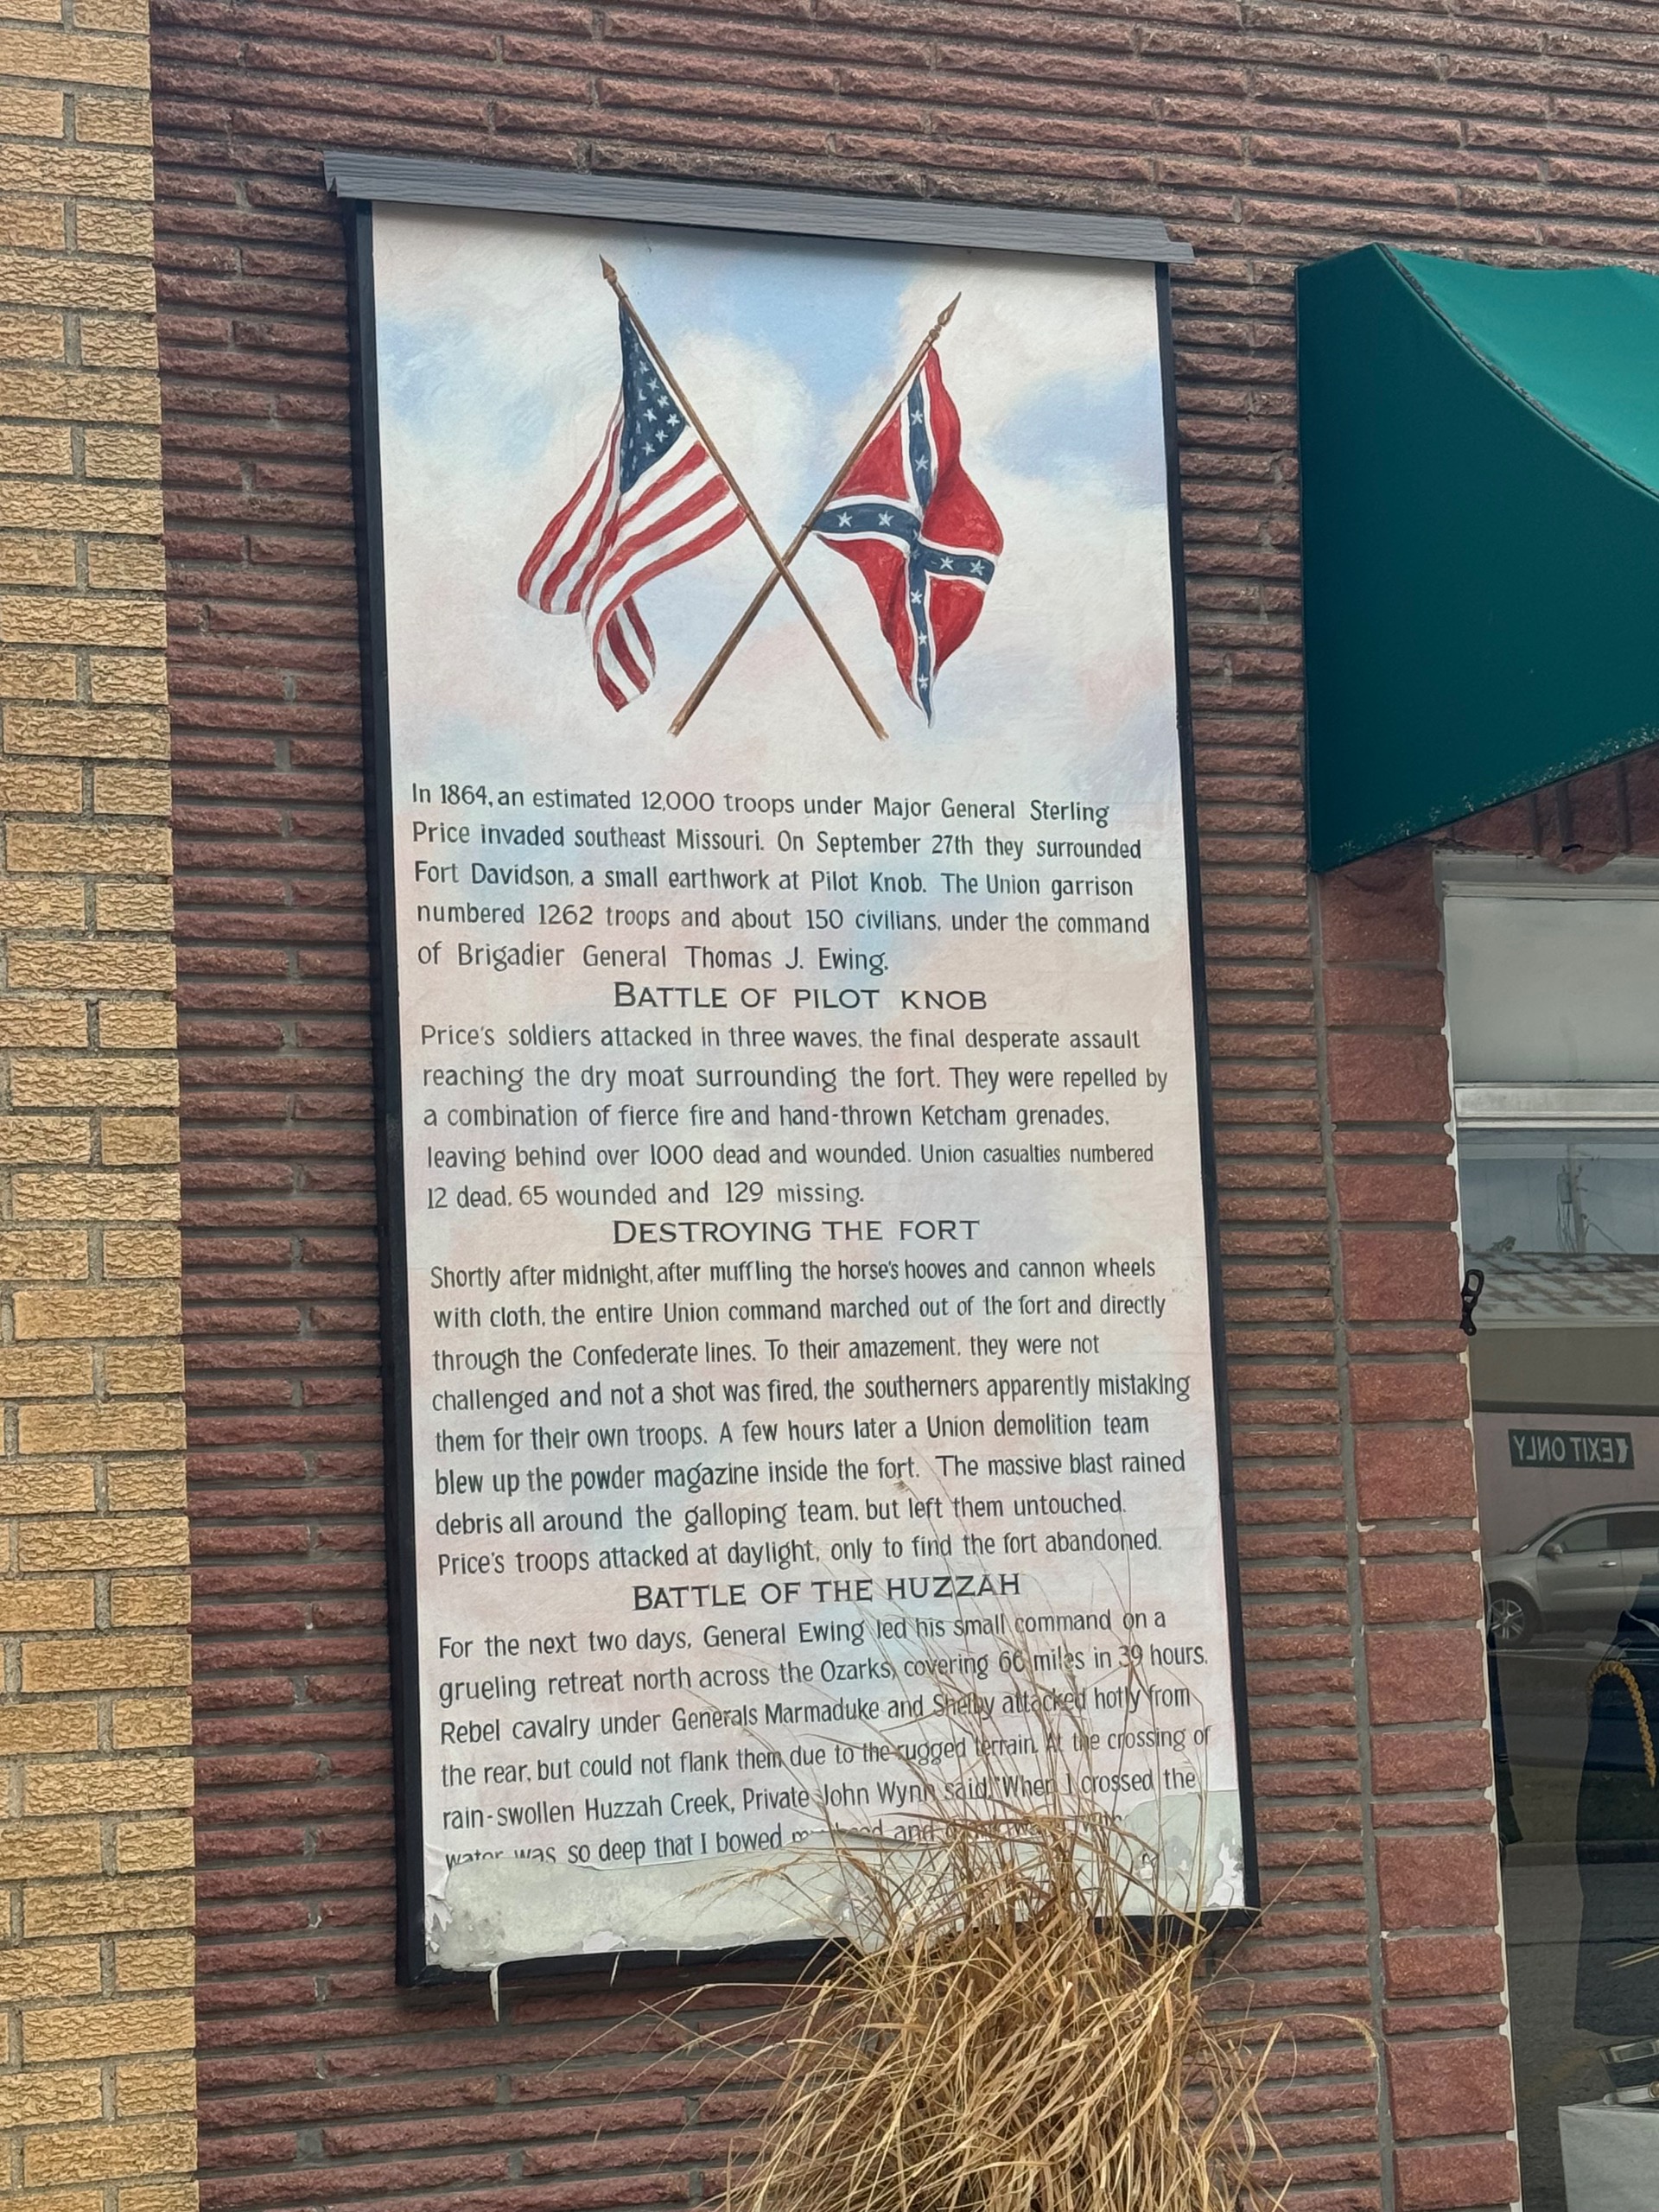 In 1864, an estimated 12,000 troops under Major General Sterling
Price invaded southeast Missouri. On September 27th they surrounded
Fort Davidson, a small earthwork at Pilot Knob. The Union garrison
numbered 1262 troops and about 150 civilians, under the command
of Brigadier General Thomas J. Ewing.
BATTLE OF PILOT KNOB
Price's soldiers attacked in three waves, the final desperate assault
reaching the dry moat surrounding the fort. They were repelled by
a combination of fierce fire and hand-thrown Ketcham grenades,
leaving behind over 1000 dead and wounded. Union casualties numbered
12 dead, 65 wounded and 129 missing.
DESTROYING THE FORT
Shortly after midnight, after muffling the horse's hooves and cannon wheels
with cloth, the entire Union command marched out of the fort and directly
through the Confederate lines. To their amazement, they were not
challenged and not a shot was fired, the southerners apparently mistaking
them for their own troops. A few hours later a Union demolition team
blew up the powder magazine inside the fort. The massive blast rained
debris all around the galloping team, but left them untouched.
Price's troops attacked at daylight, only to find the fort abandoned.
BATTLE OF THE HUZZAH
For the next two days, General Ewing led his small command on a
grueling retreat north across the Ozarks, covering 66 miles in 39 hours.
Rebel cavalry under Generals Marmaduke and Shelby attacked hotly from
the rear, but could not flank them due to the rugged terrain. At the crossing of
rain-swollen Huzzah Creek, Private John Wynn said, "When I crossed the
water was so deep that I bowed and
EXIT ONLY